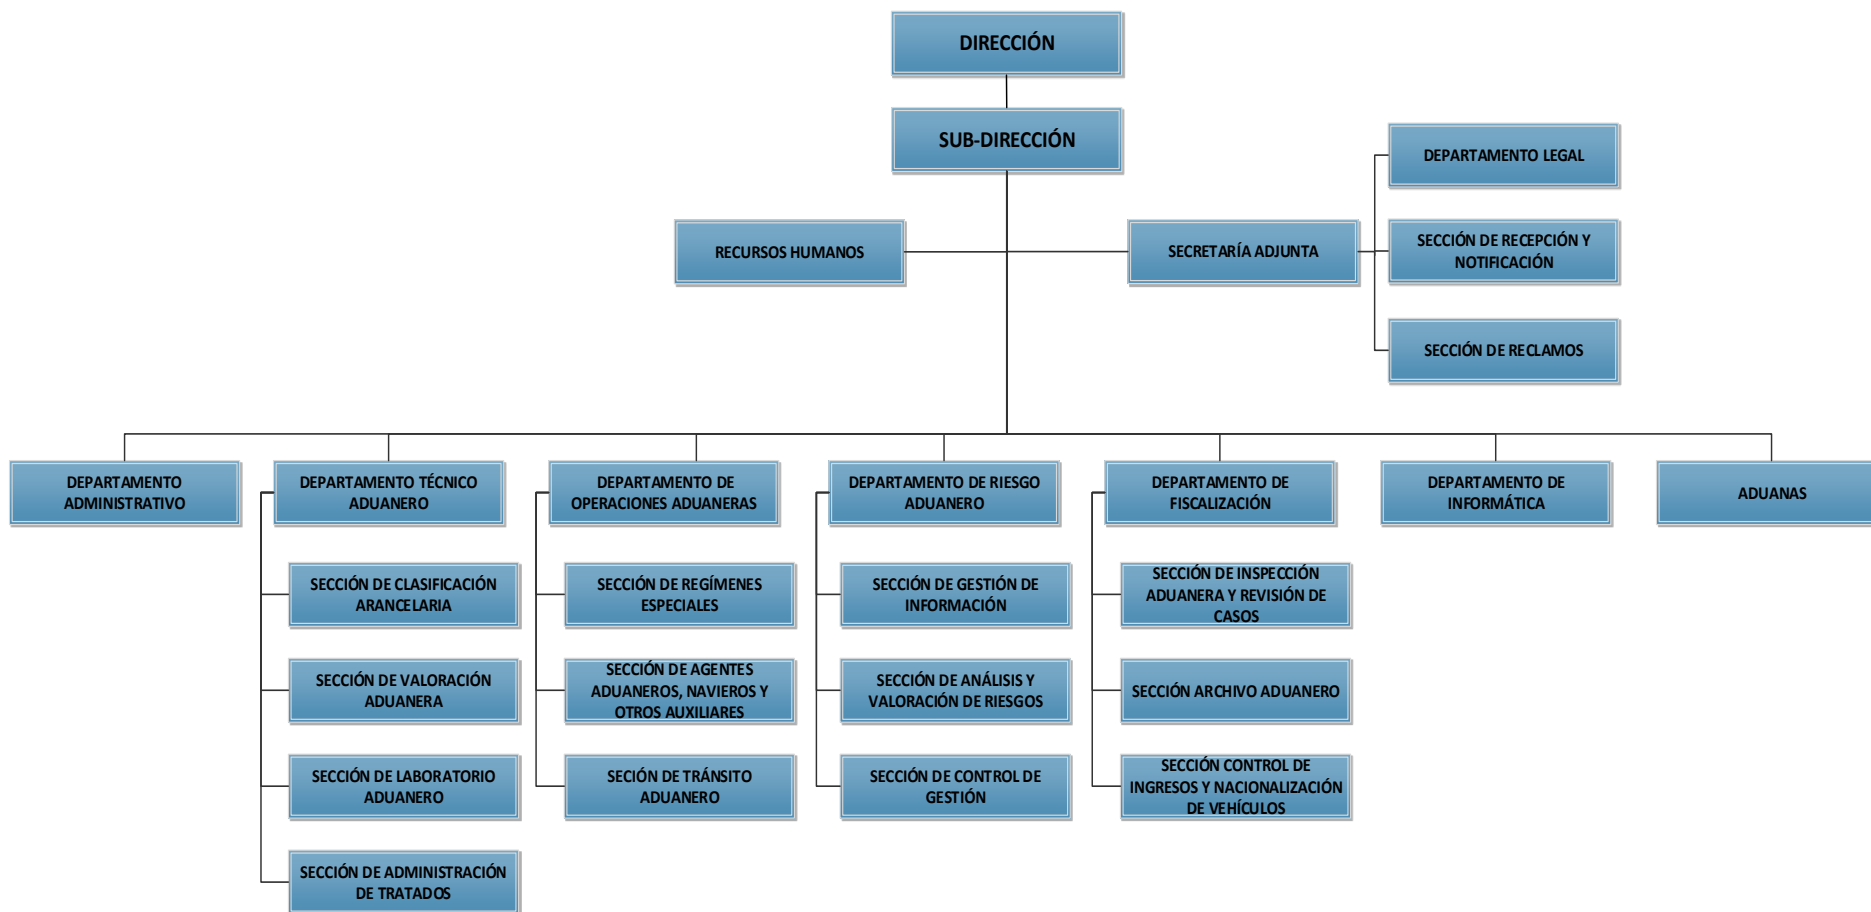 DIRECCIÓN
SUB-DIRECCIÓN
DEPARTAMENTO LEGAL
RECURSOS HUMANOS
SECRETARÍA ADJUNTA
SECCIÓN DE RECEPCIÓN Y
NOTIFICACIÓN
SECCIÓN DE RECLAMOS
DEPARTAMENTO
ADMINISTRATIVO
DEPARTAMENTO TÉCNICO
ADUANERO
DEPARTAMENTO DE
OPERACIONES ADUANERAS
DEPARTAMENTO DE RIESGO
ADUANERO
DEPARTAMENTO DE
FISCALIZACIÓN
DEPARTAMENTO DE
INFORMÁTICA
ADUANAS
SECCIÓN DE CLASIFICACIÓN
ARANCELARIA
SECCIÓN DE REGÍMENES
ESPECIALES
SECCIÓN DE GESTIÓN DE
INFORMACIÓN
SECCIÓN DE INSPECCIÓN
ADUANERA Y REVISIÓN DE
CASOS
SECCIÓN DE VALORACIÓN
ADUANERA
SECCIÓN DE AGENTES
ADUANEROS, NAVIEROS Y
OTROS AUXILIARES
SECCIÓN DE ANÁLISIS Y
VALORACIÓN DE RIESGOS
SECCIÓN ARCHIVO ADUANERO
SECCIÓN DE LABORATORIO
ADUANERO
SECIÓN DE TRÁNSITO
ADUANERO
SECCIÓN DE CONTROL DE
GESTIÓN
SECCIÓN CONTROL DE
INGRESOS Y NACIONALIZACIÓN
DE VEHÍCULOS
SECCIÓN DE ADMINISTRACIÓN
DE TRATADOS